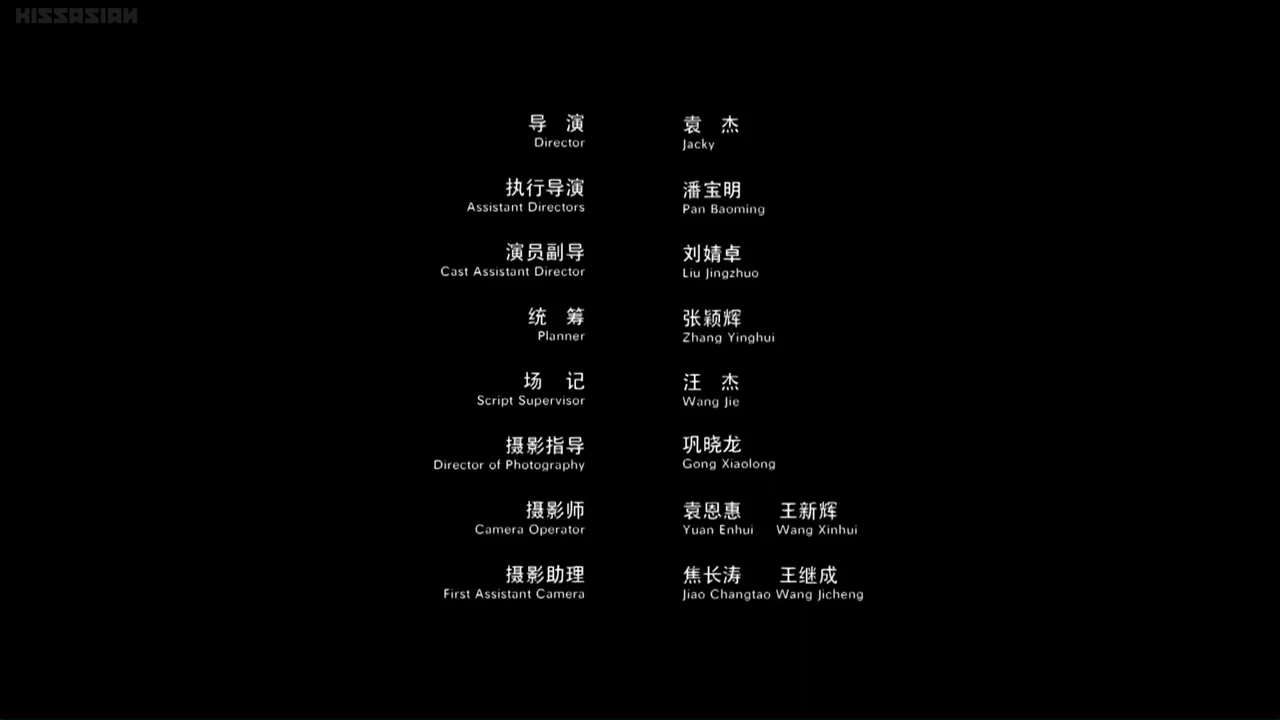 KISSASIAN
导 演 袁 杰
Director Jacky
执行导演 潘宝明
Assistant Directors Pan Baoming
演员副导 刘婧卓
Cast Assistant Director Liu Jingzhuo
统 筹 张颖辉
Planner Zhang Yinghui
场 记 汪 杰
Script Supervisor Wang Jie
摄影指导 巩晓龙
Director of Photography Gong Xiaolong
摄影师 袁恩惠 王新辉
Camera Operator Yuan Enhui Wang Xinhui
摄影助理 焦长涛 王继成
First Assistant Camera Jiao Changtao Wang Jicheng